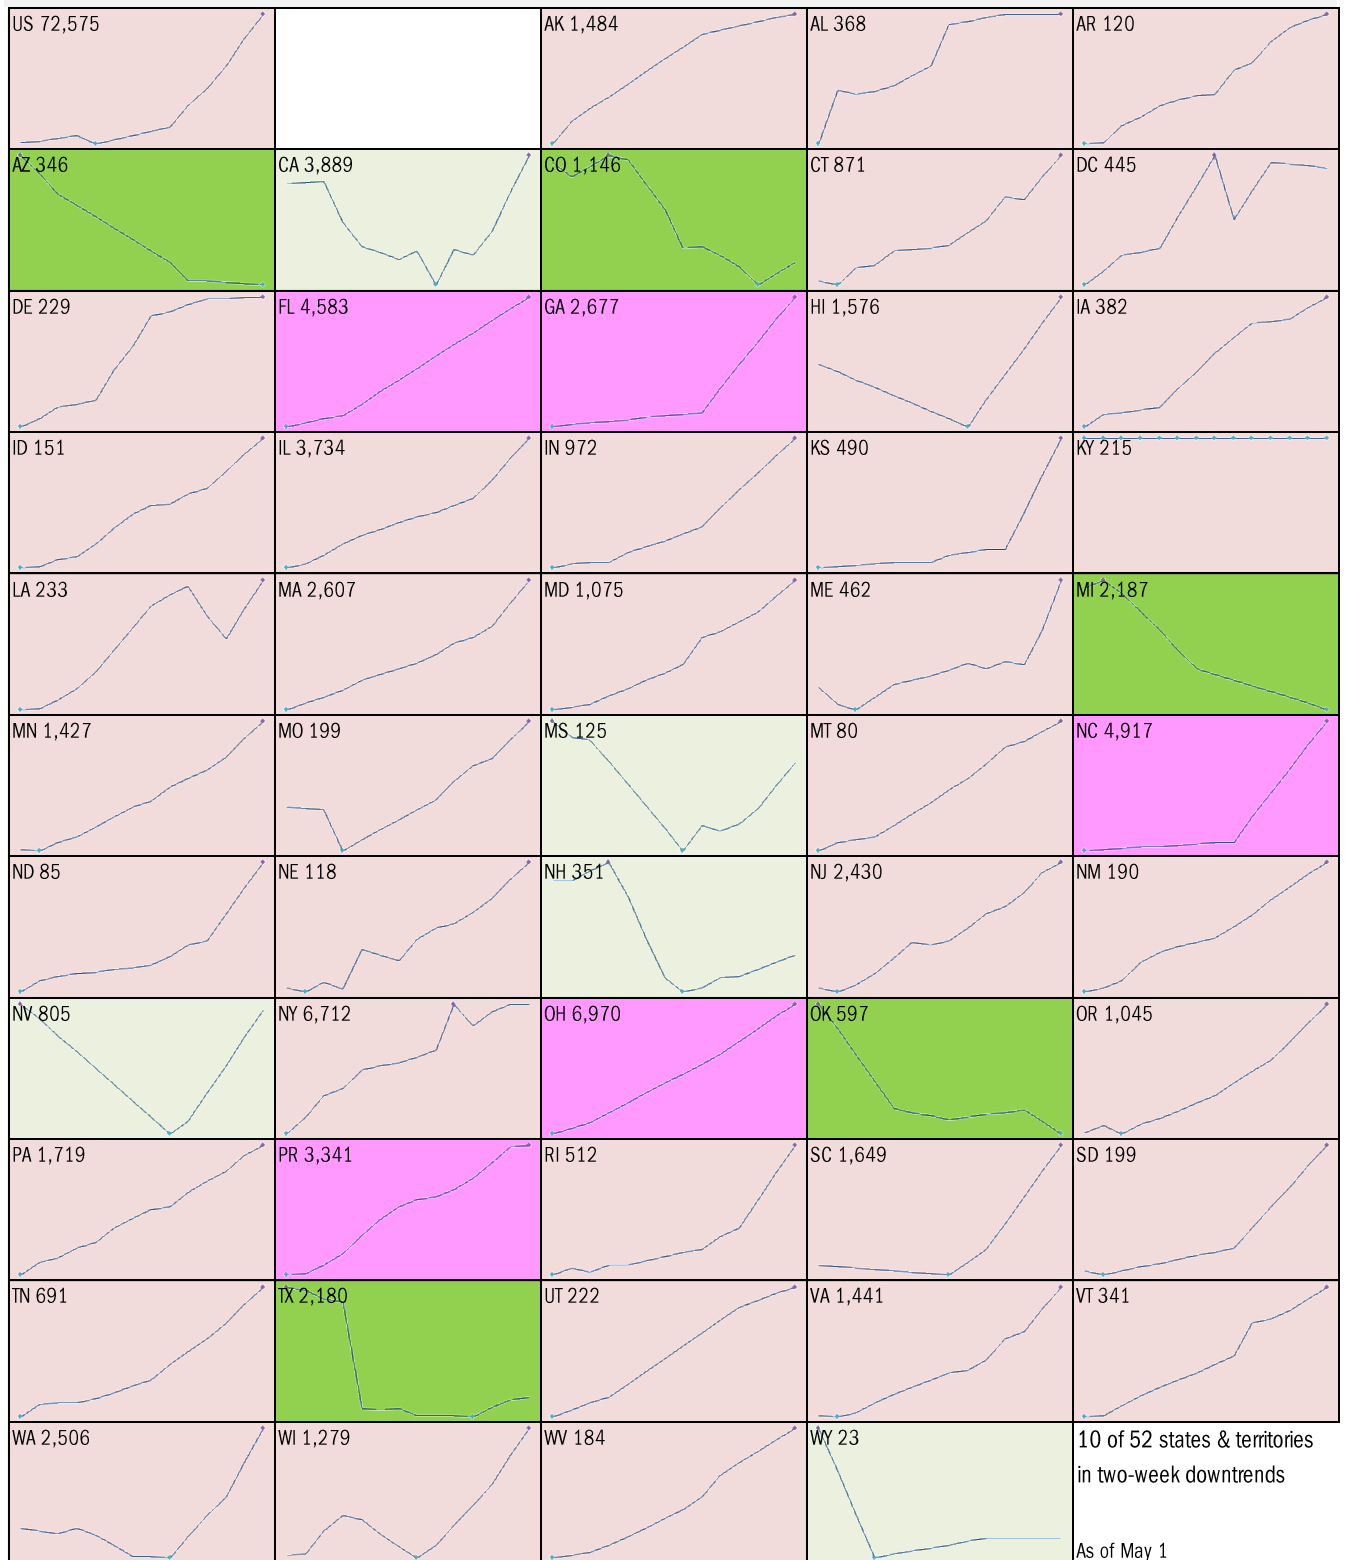 US 72,575
AK 1,484
AL 368
AR 120
AZ 346
CA 3,889
CO 1,146
CT 871
DC 445
DE 229
FL 4,583
GA 2,677
HI 1,576
IA 382
ID 151
IL 3,734
IN 972
KS 490
KY 215
LA 233
MA 2,607
MD 1,075
ME 462
MI 2,187
MN 1,427
MO 199
MS 125
MT 80
NC 4,917
ND 85
NE 118
NH 351
NJ 2,430
NM 190
NV 805
NY 6,712
OH 6,970
OK 597
OR 1,045
PA 1,719
PR 3,341
RI 512
SC 1,649
SD 199
TN 691
TX 2,180
UT 222
VA 1,441
VT 341
WA 2,506
WI 1,279
WV 184
WY 23
10 of 52 states & territories
in two-week downtrends
As of May 1